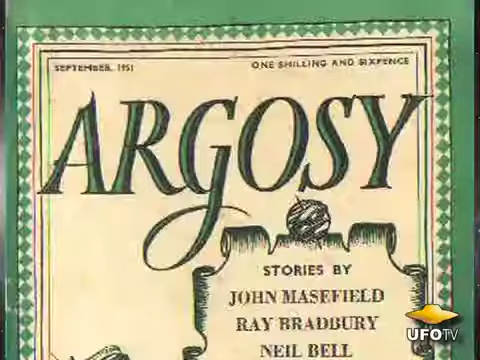 SEPTEMBER, 1951
ONE SHILLING AND SIXPENCE
ARGOSY
STORIES BY
JOHN MASEFIELD
RAY BRADBURY
NEIL BELL
UFOTV